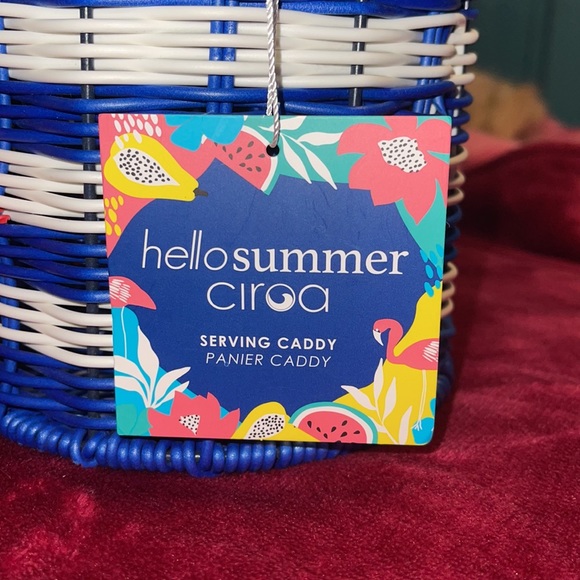 hello summer
ciroa
SERVING CADDY
PANIER CADDY